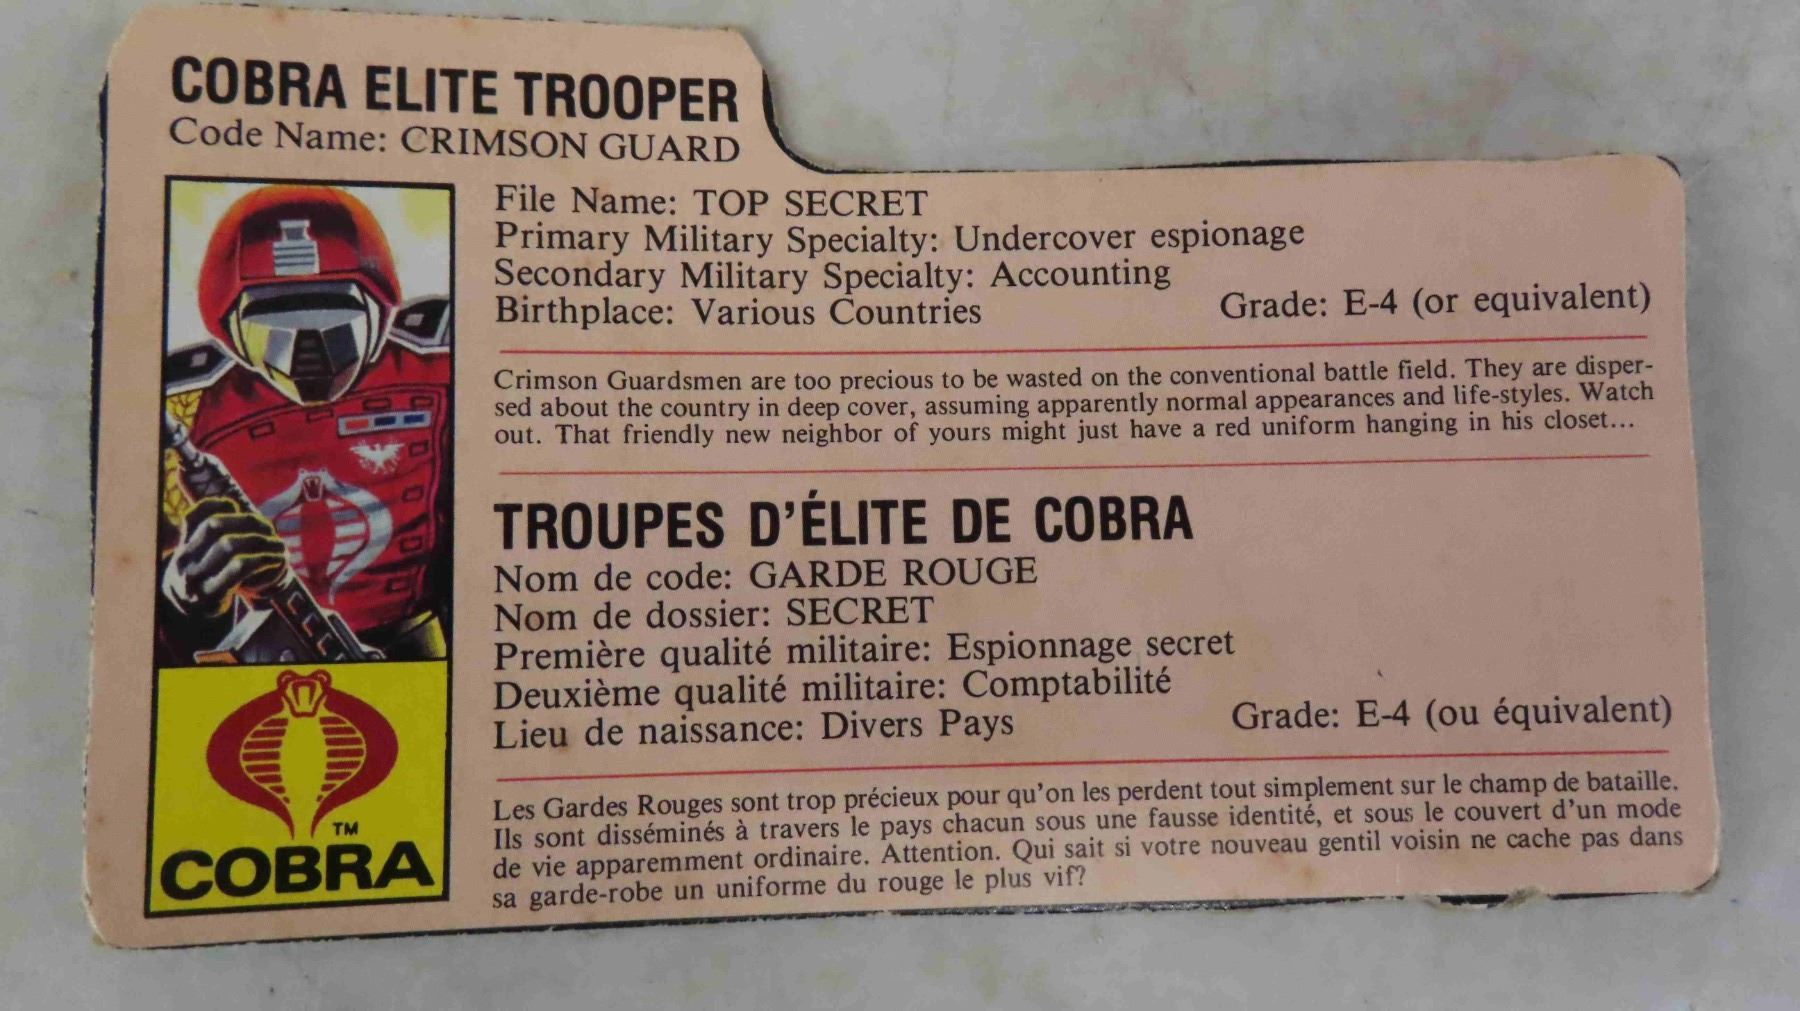 COBRA ELITE TROOPER
Code Name: CRIMSON GUARD
File Name: TOP SECRET
Primary Military Specialty: Undercover espionage
Secondary Military Specialty: Accounting
Birthplace: Various Countries
Grade: E-4 (or equivalent)
Crimson Guardsmen are too precious to be wasted on the conventional battle field. They are disper-
sed about the country in deep cover, assuming apparently normal appearances and life-styles. Watch
out. That friendly new neighbor of yours might just have a red uniform hanging in his closet...
TROUPES D'ÉLITE DE COBRA
Nom de code: GARDE ROUGE
Nom de dossier: SECRET
Première qualité militaire: Espionnage secret
Deuxième qualité militaire: Comptabilité
Lieu de naissance: Divers Pays
Grade: E-4 (ou équivalent)
Les Gardes Rouges sont trop précieux pour qu'on les perdent tout simplement sur le champ de bataille.
Ils sont disséminés à travers le pays chacun sous une fausse identité, et sous le couvert d'un mode
de vie apparemment ordinaire. Attention. Qui sait si votre nouveau gentil voisin ne cache pas dans
sa garde-robe un uniforme du rouge le plus vif?
TM
COBRA